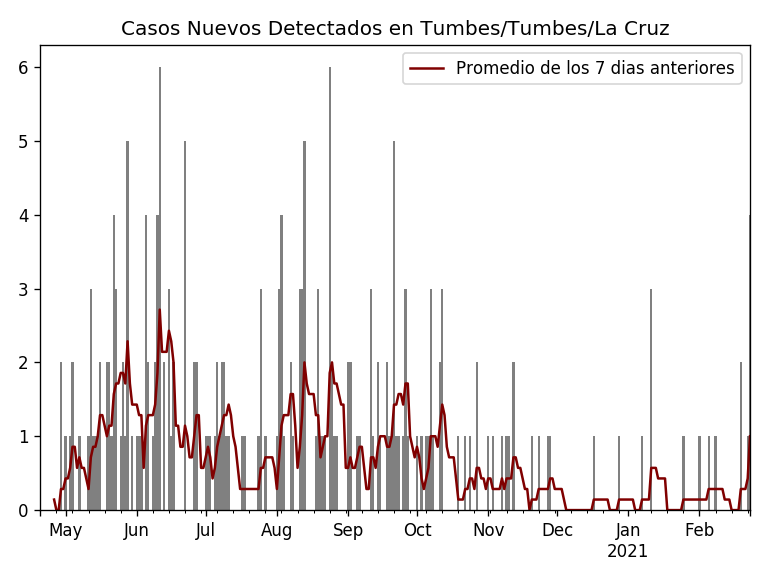 Casos Nuevos Detectados en Tumbes/Tumbes/La Cruz
Promedio de los 7 dias anteriores
6
5
4
3
2
1
0
May Jun Jul Aug Sep Oct Nov Dec Jan Feb
2021